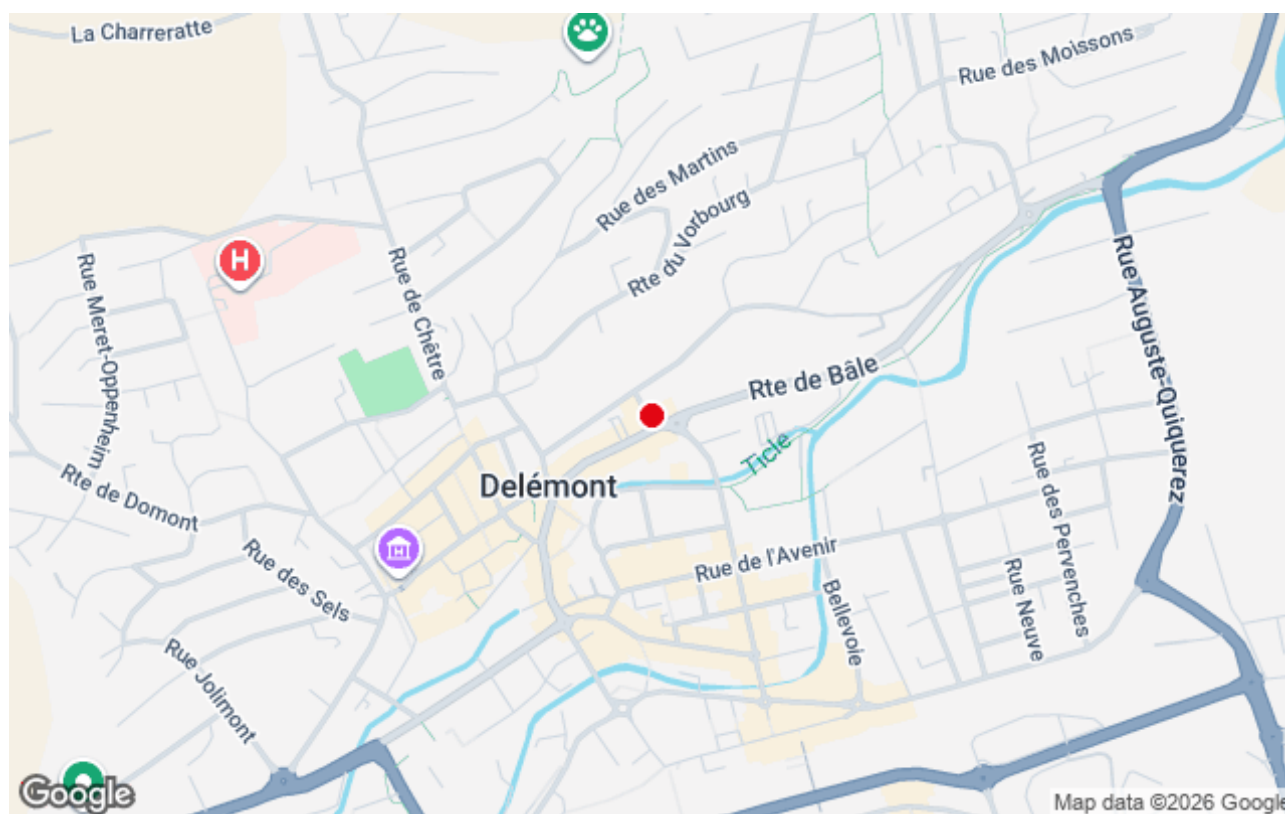 La Charreratte
Rue des Moissons
Rue des Martins
Rte du Vorbourg
H
Rue Meret-Oppenheim
Rue de Chêtre
Rue Auguste-Quiquerez
Rte de Bâle
Ticle
Delémont
Rte de Domont
Rue des Sels
Rue de l'Avenir
Rue des Pervenches
Rue Neuve
Bellevoie
Rue Jolimont
Google
Map data ©2026 Google